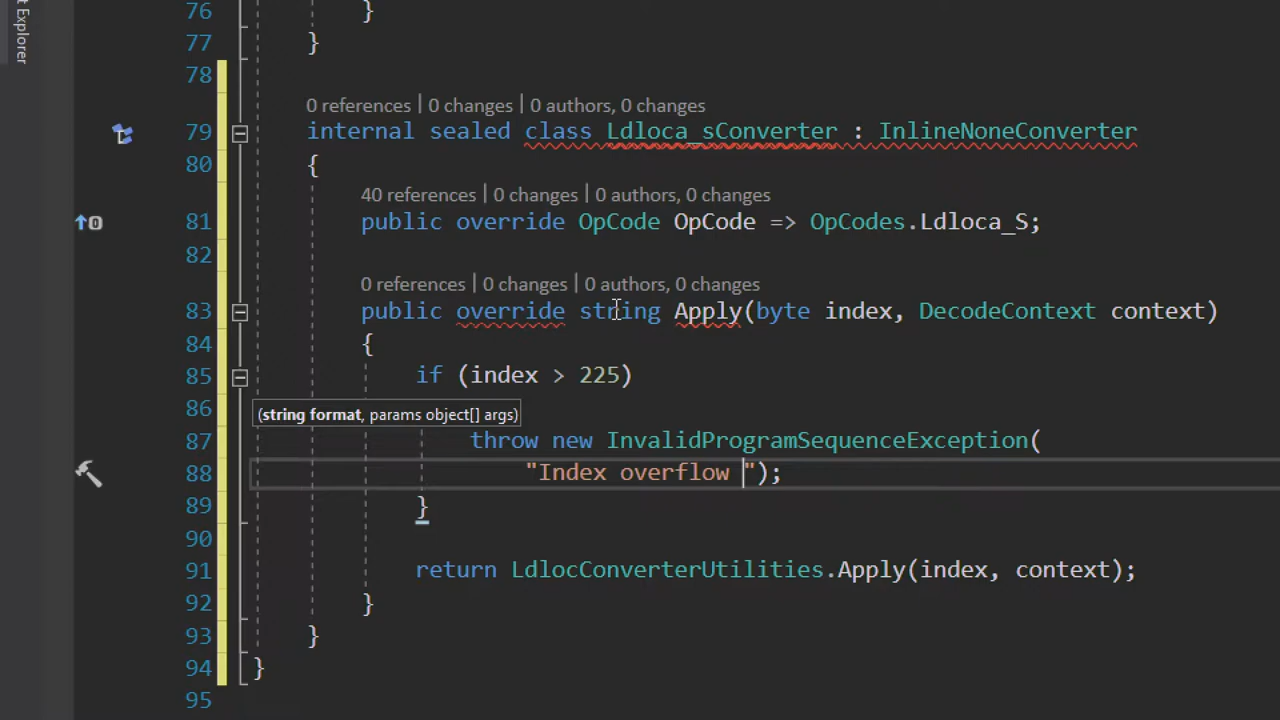 t Explorer
76 }
77 }
78
0 references | 0 changes | 0 authors, 0 changes
79 internal sealed class Ldloca_sConverter : InlineNoneConverter
80 {
40 references | 0 changes | 0 authors, 0 changes
81 public override OpCode OpCode => OpCodes.Ldloca_S;
82
0 references | 0 changes | 0 authors, 0 changes
83 public override string Apply(byte index, DecodeContext context)
84 {
85 if (index > 225)
86 (string format, params object[] args)
87 throw new InvalidProgramSequenceException(
88 "Index overflow ");
89 }
90
91 return LdlocConverterUtilities.Apply(index, context);
92 }
93 }
94 }
95